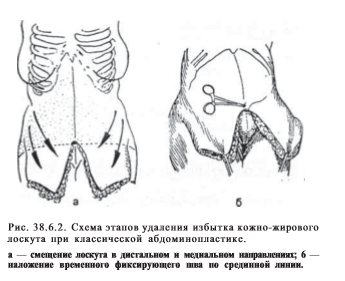 а
б
Рис. 38.6.2. Схема этапов удаления избытка кожно-жирового
лоскута при классической абдоминопластике.
а — смещение лоскута в дистальном и медиальном направлениях; б —
наложение временного фиксирующего шва по срединной линии.